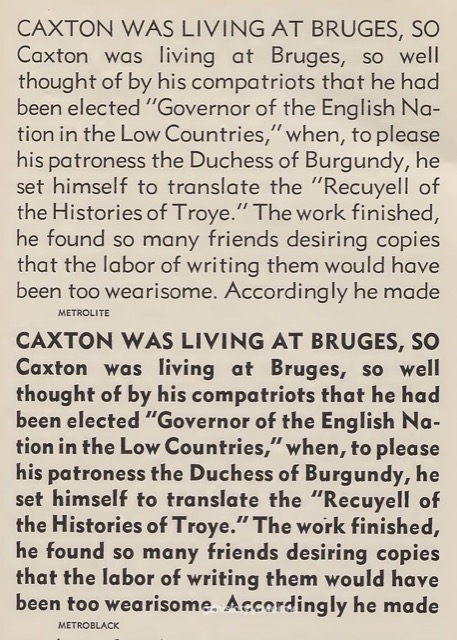 CAXTON WAS LIVING AT BRUGES, SO
Caxton was living at Bruges, so well
thought of by his compatriots that he had
been elected "Governor of the English Na-
tion in the Low Countries," when, to please
his patroness the Duchess of Burgundy, he
set himself to translate the "Recuyell of
the Histories of Troye." The work finished,
he found so many friends desiring copies
that the labor of writing them would have
been too wearisome. Accordingly he made
METROLITE
CAXTON WAS LIVING AT BRUGES, SO
Caxton was living at Bruges, so well
thought of by his compatriots that he had
been elected "Governor of the English Na-
tion in the Low Countries," when, to please
his patroness the Duchess of Burgundy, he
set himself to translate the "Recuyell of
the Histories of Troye." The work finished,
he found so many friends desiring copies
that the labor of writing them would have
been too wearisome. Accordingly he made
METROBLACK